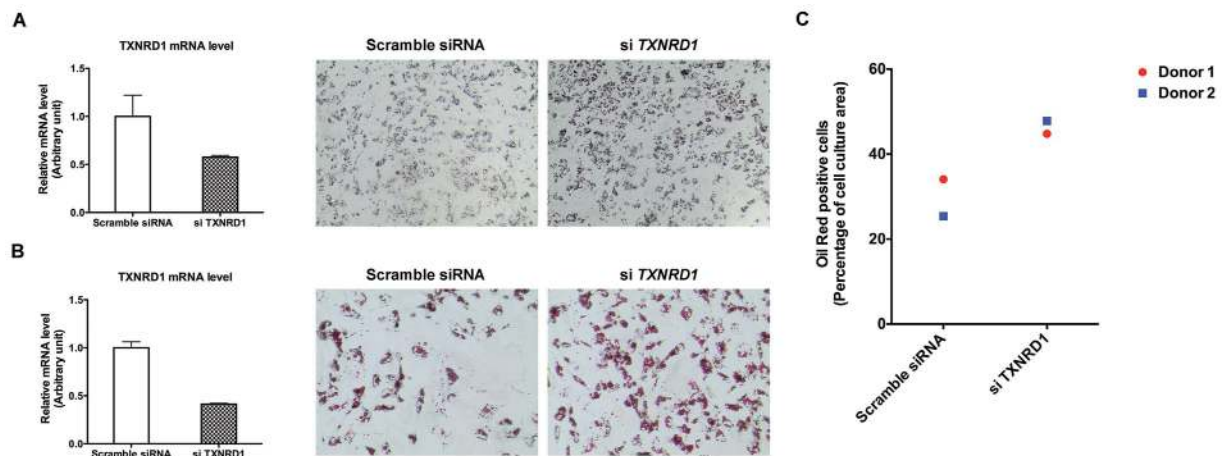 A
TXNRD1 mRNA level
Relative mRNA level
(Arbitrary unit)
1.5
1.0
0.5
0.0
Scramble siRNA
si TXNRD1
Scramble siRNA
si TXNRD1
B
TXNRD1 mRNA level
Relative mRNA level
(Arbitrary unit)
1.5
1.0
0.5
0.0
Scramble siRNA
si TXNRD1
Scramble siRNA
si TXNRD1
C
Oil Red positive cells
(Percentage of cell culture area)
60
40
20
0
Scramble siRNA
si TXNRD1
Donor 1
Donor 2